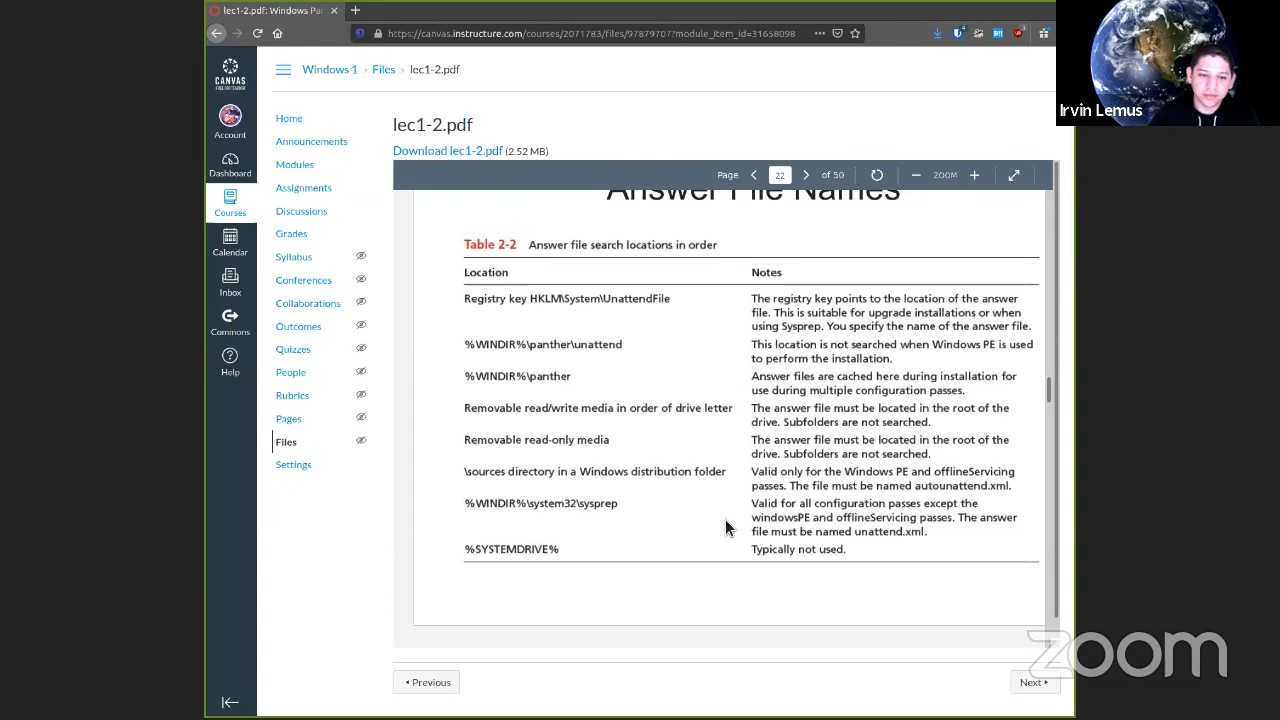 lec1-2.pdf: Windows Par
https://canvas.instructure.com/courses/2071783/files/97879707?module_item_id=31658098
Irvin Lemus
CANVAS
FREE FOR TEACHER
Account
Dashboard
Courses
Calendar
Inbox
Commons
Help
Windows 1 › Files › lec1-2.pdf
Home
Announcements
Modules
Assignments
Discussions
Grades
Syllabus
Conferences
Collaborations
Outcomes
Quizzes
People
Rubrics
Pages
Files
Settings
lec1-2.pdf
Download lec1-2.pdf (2.52 MB)
Page 22 of 50 ZOOM
Answer File Names
Table 2-2 Answer file search locations in order
Location Notes
Registry key HKLM\System\UnattendFile The registry key points to the location of the answer
file. This is suitable for upgrade installations or when
using Sysprep. You specify the name of the answer file.
%WINDIR%\panther\unattend This location is not searched when Windows PE is used
to perform the installation.
%WINDIR%\panther Answer files are cached here during installation for
use during multiple configuration passes.
Removable read/write media in order of drive letter The answer file must be located in the root of the
drive. Subfolders are not searched.
Removable read-only media The answer file must be located in the root of the
drive. Subfolders are not searched.
\sources directory in a Windows distribution folder Valid only for the Windows PE and offlineServicing
passes. The file must be named autounattend.xml.
%WINDIR%\system32\sysprep Valid for all configuration passes except the
windowsPE and offlineServicing passes. The answer
file must be named unattend.xml.
%SYSTEMDRIVE% Typically not used.
Previous
Next
zoom